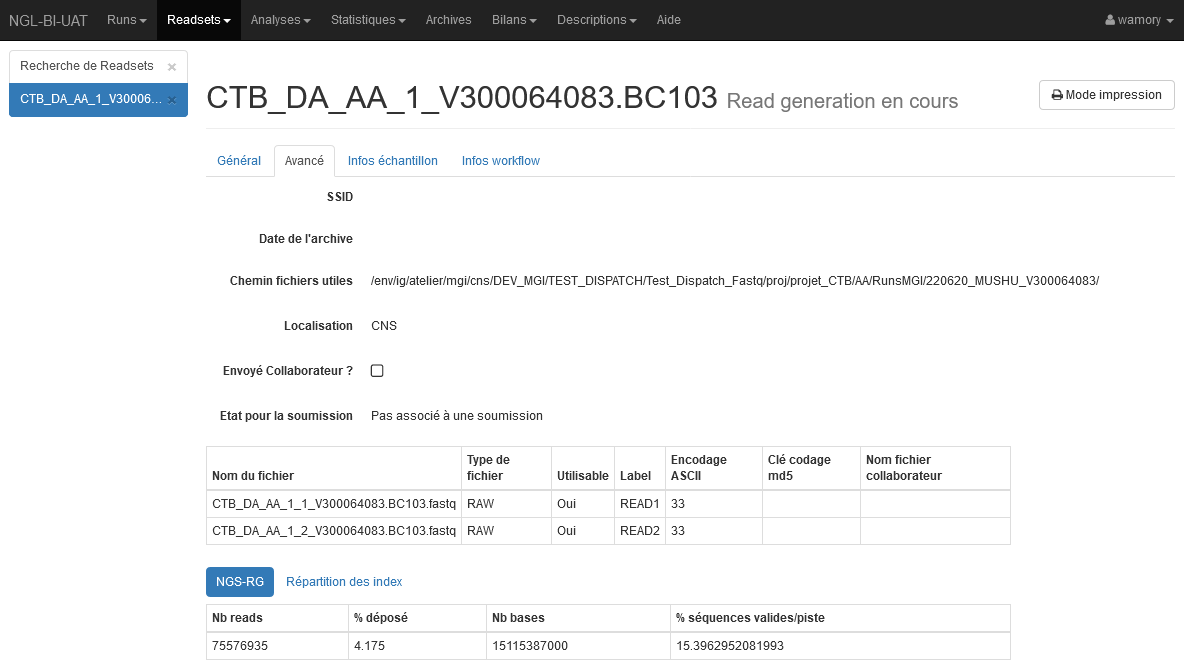 NGL-BI-UAT Runs Readsets Analyses Statistiques Archives Bilans Descriptions Aide wamory
Recherche de Readsets ×
CTB_DA_AA_1_V30006... ×
CTB_DA_AA_1_V300064083.BC103 Read generation en cours
Mode impression
Général Avancé Infos échantillon Infos workflow
SSID
Date de l'archive
Chemin fichiers utiles /env/ig/atelier/mgi/cns/DEV_MGI/TEST_DISPATCH/Test_Dispatch_Fastq/proj/projet_CTB/AA/RunsMGI/220620_MUSHU_V300064083/
Localisation CNS
Envoyé Collaborateur ?
Etat pour la soumission Pas associé à une soumission
Nom du fichier Type de fichier Utilisable Label Encodage ASCII Clé codage md5 Nom fichier collaborateur
CTB_DA_AA_1_1_V300064083.BC103.fastq RAW Oui READ1 33
CTB_DA_AA_1_2_V300064083.BC103.fastq RAW Oui READ2 33
NGS-RG Répartition des index
Nb reads % déposé Nb bases % séquences valides/piste
75576935 4.175 15115387000 15.3962952081993